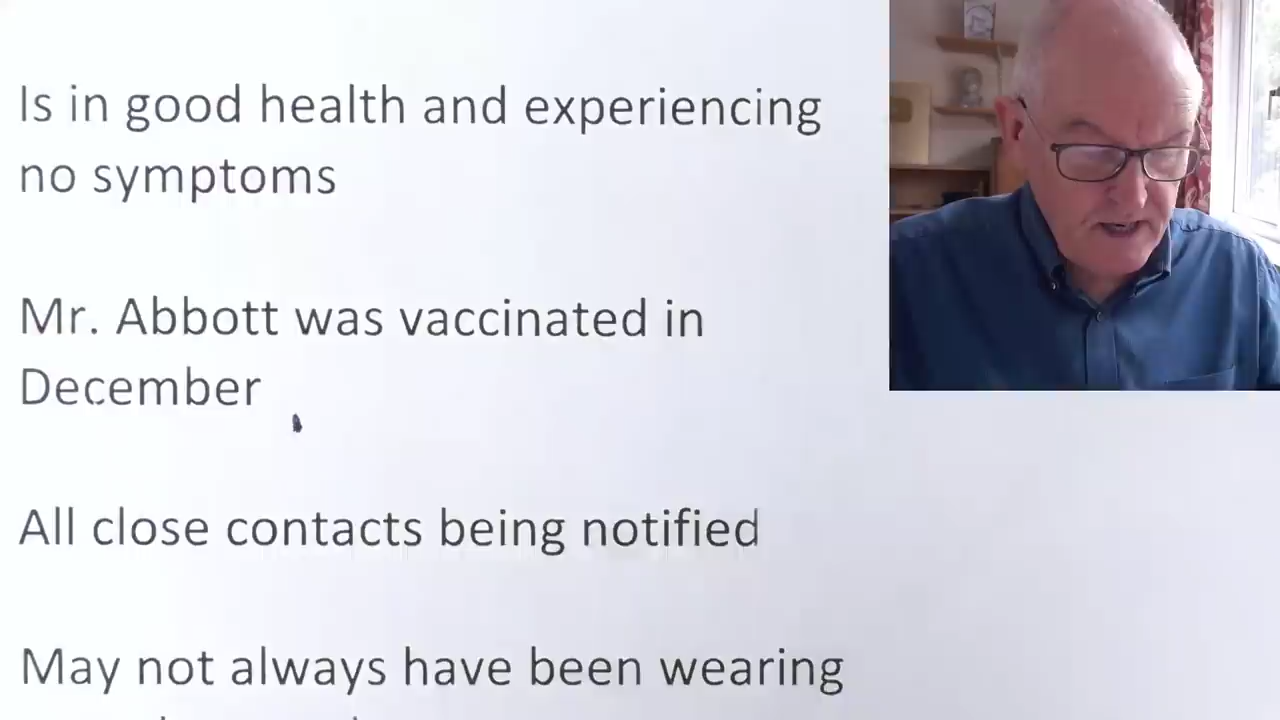 Is in good health and experiencing
no symptoms
Mr. Abbott was vaccinated in
December
All close contacts being notified
May not always have been wearing